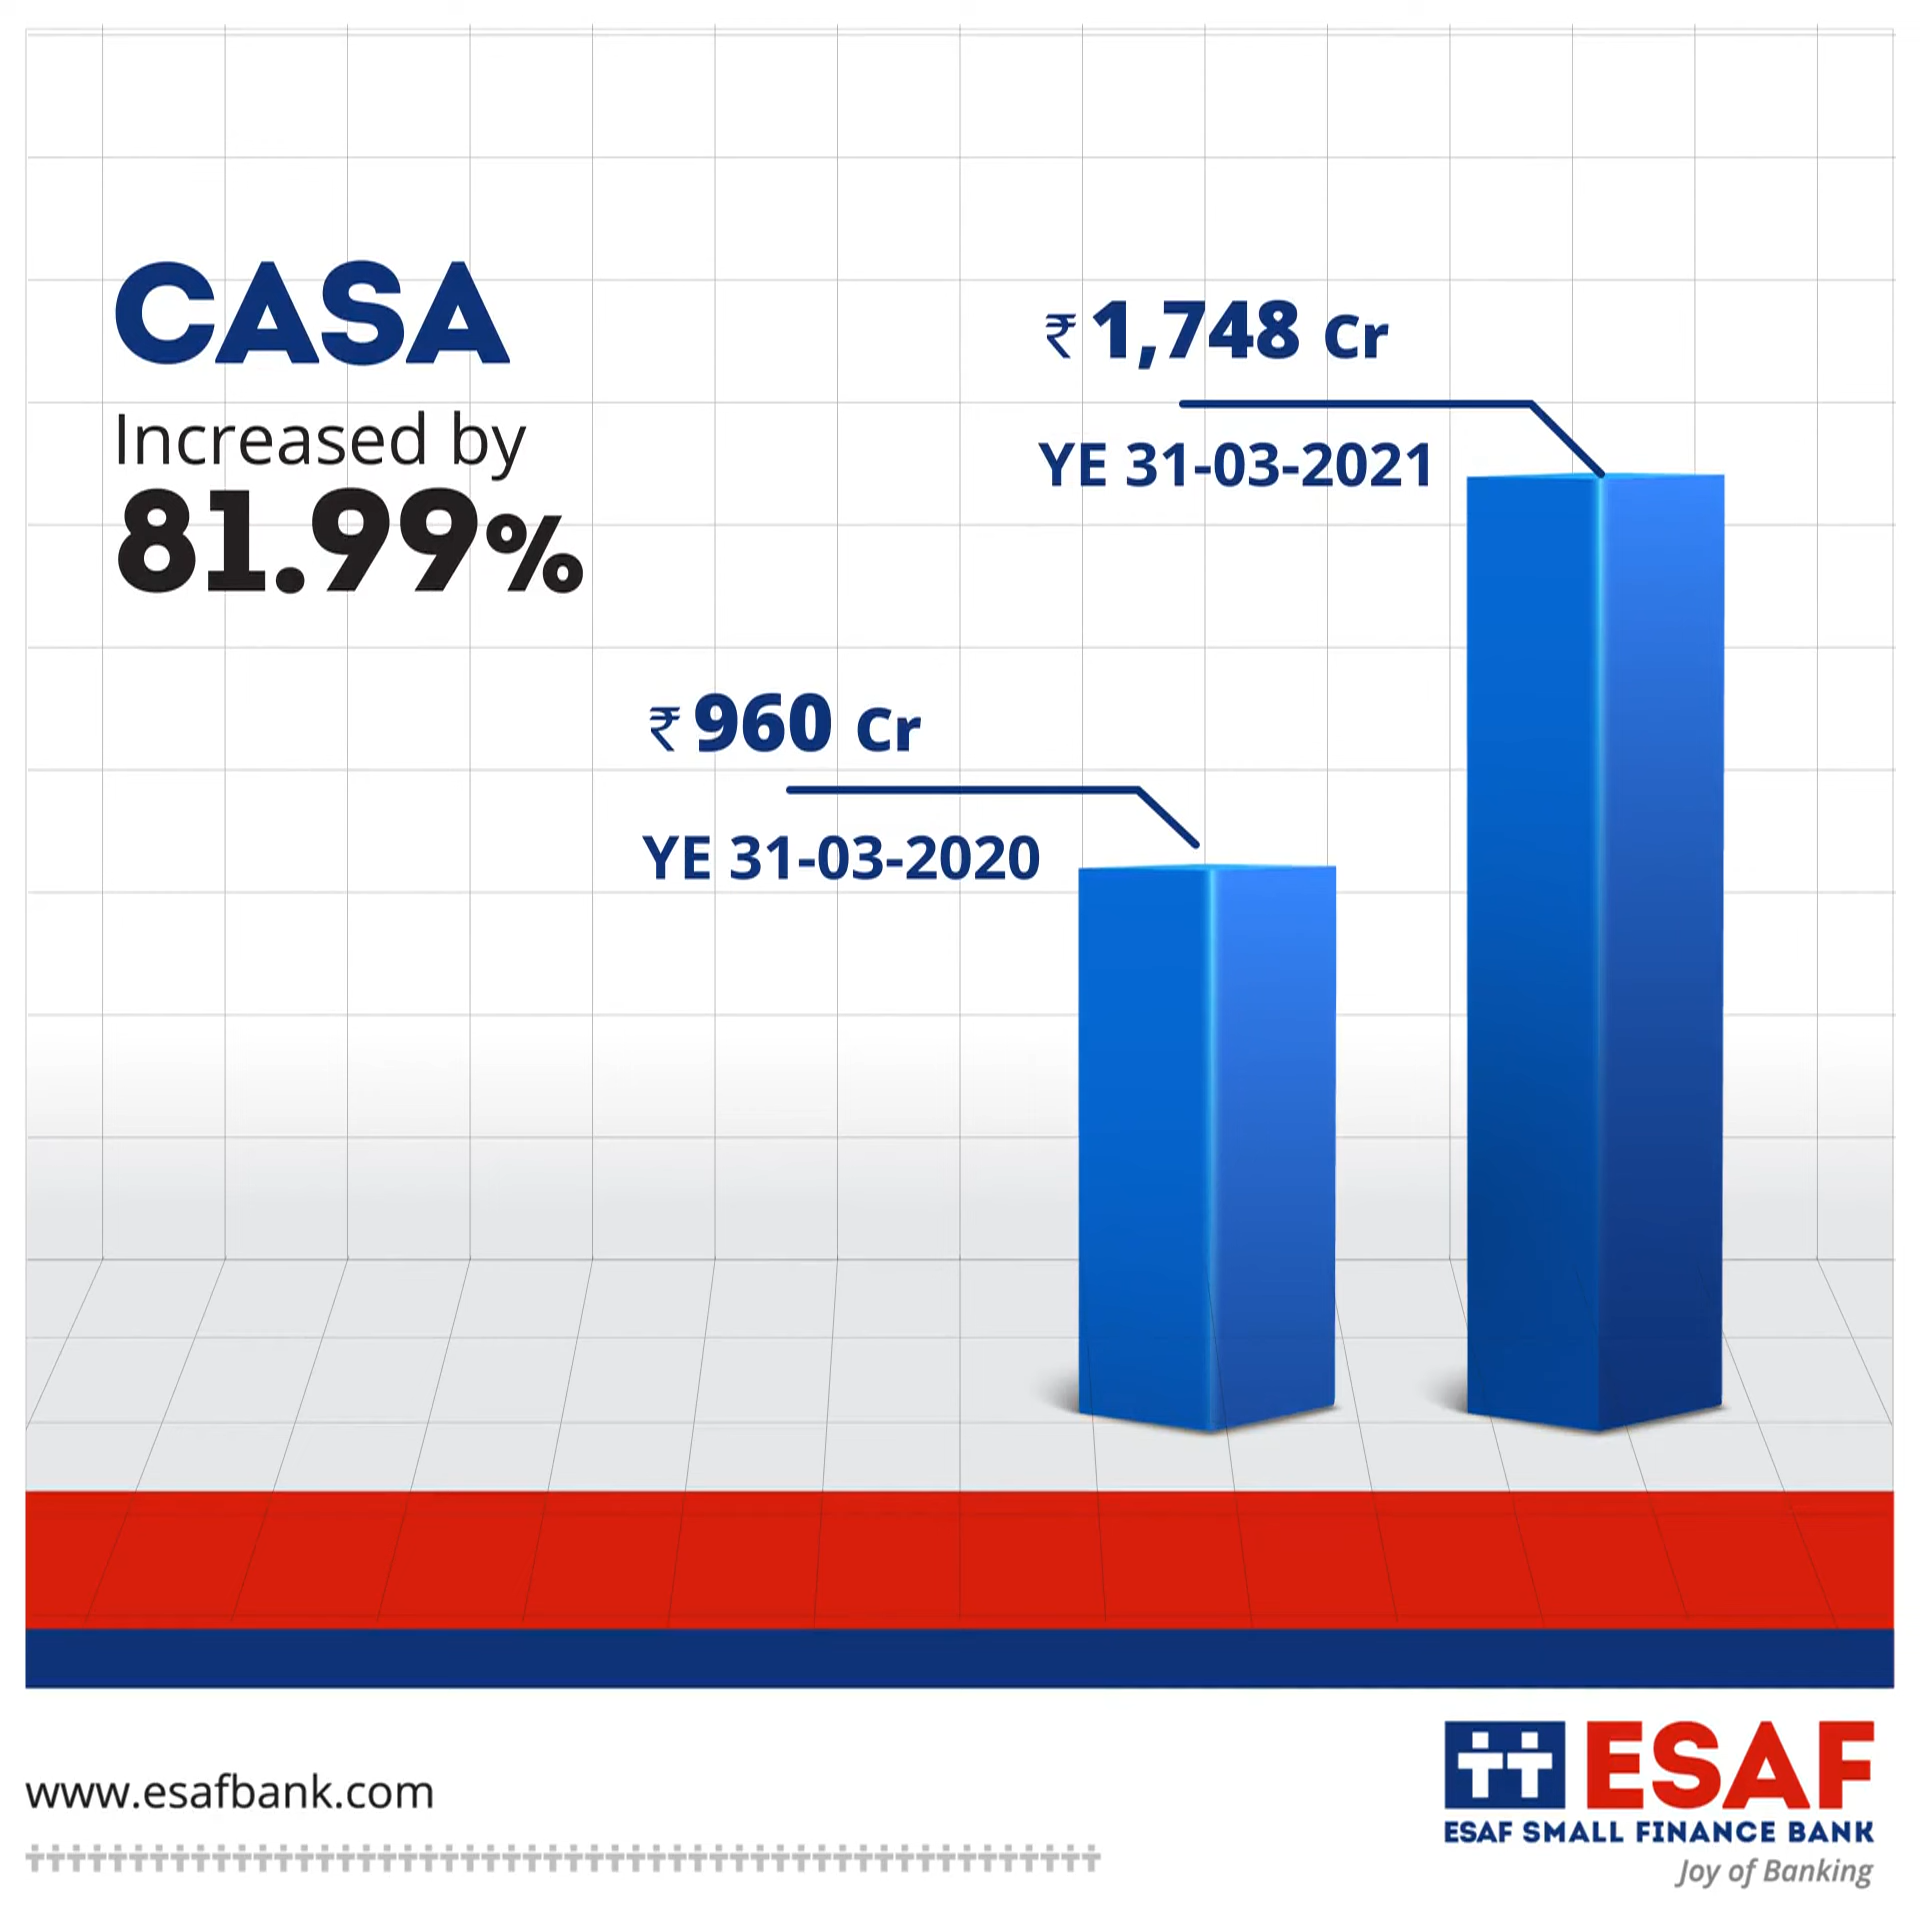 CASA
Increased by
81.99%
₹ 1,748 Cr
YE 31-03-2021
₹ 960 Cr
YE 31-03-2020
www.esafbank.com
ESAF
ESAF SMALL FINANCE BANK
Joy of Banking